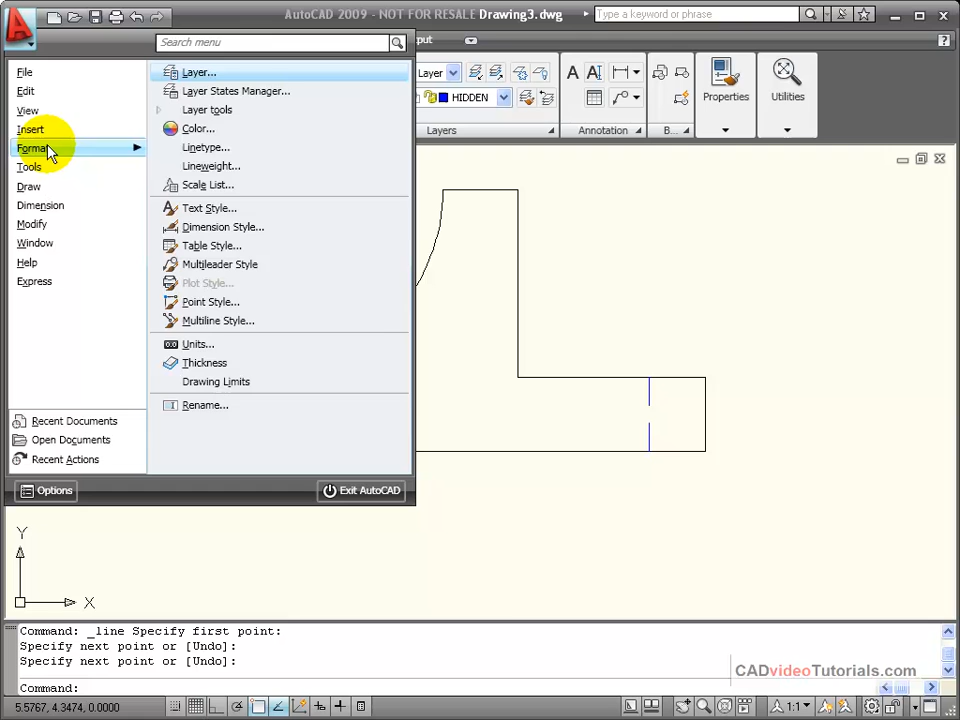 AutoCAD 2009 - NOT FOR RESALE Drawing3.dwg
Type a keyword or phrase
Search menu
put
?
File
Edit
View
Insert
Format
Tools
Draw
Dimension
Modify
Window
Help
Express
Layer...
Layer States Manager...
Layer tools
Color...
Linetype...
Lineweight...
Scale List...
Text Style...
Dimension Style...
Table Style...
Multileader Style
Plot Style...
Point Style...
Multiline Style...
Units...
Thickness
Drawing Limits
Rename...
Recent Documents
Open Documents
Recent Actions
Options
Exit AutoCAD
Layer
HIDDEN
Layers
A
A
Annotation
B...
Properties
Utilities
Y
X
Command: _line Specify first point:
Specify next point or [Undo]:
Specify next point or [Undo]:
Command:
CADvideoTutorials.com
5.5767, 4.3474, 0.0000
1:1